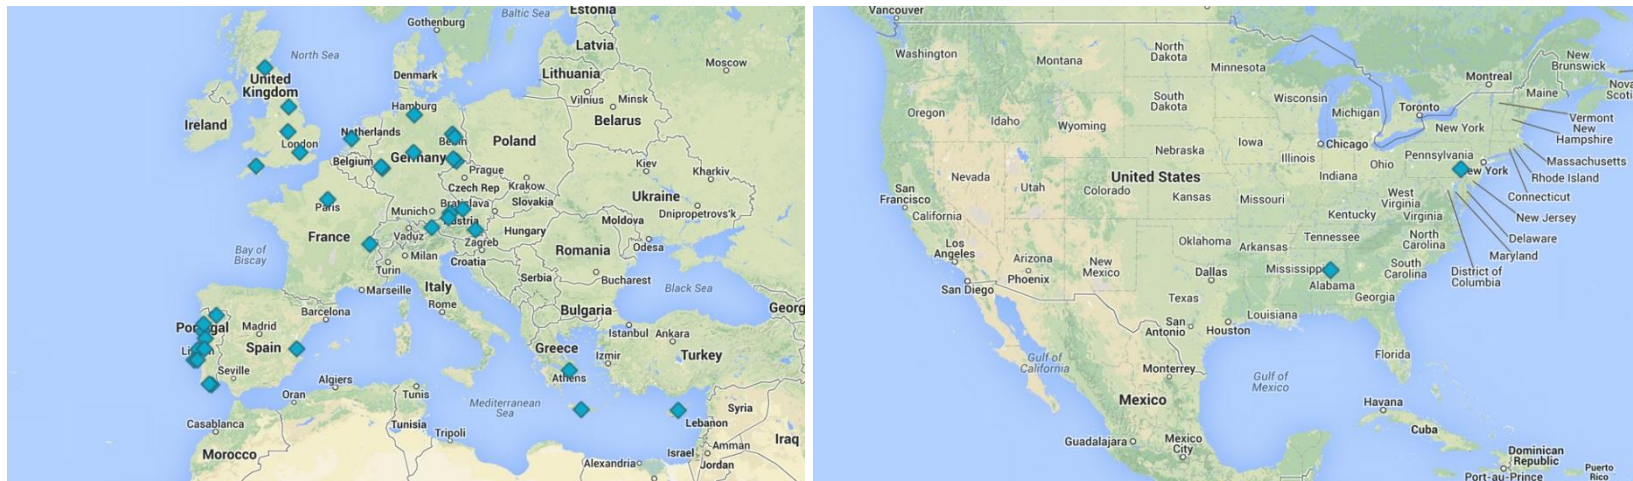 Vancouver
Gothenburg
Baltic Sea
Estonia
North Sea
Latvia
Moscow
Denmark
Lithuania
United
Kingdom
Vilnius
Minsk
Hamburg
Ireland
Belarus
Netherlands
London
Poland
Belgium
Germany
Kiev
Kharkiv
Prague
Czech Rep
Krakow
Ukraine
Slovakia
Paris
Munich
Bratislava
Dnipropetrovs'k
Moldova
Vaduz
Hungary
France
Zagreb
Odesa
Bay of
Biscay
Milan
Romania
Croatia
Turin
Serbia
Bucharest
Marseille
Italy
Black Sea
Rome
Bulgaria
Georg
Barcelona
Portugal
Madrid
Istanbul
Ankara
Spain
Greece
Izmir
Turkey
Seville
Athens
Algiers
Oran
Tunis
Mediterranean
Sea
Syria
Casablanca
Tunisia
Lebanon
Tripoli
Iraq
Morocco
Israel
Amman
Alexandria
Jordan
Washington
Montana
North
Dakota
Minnesota
Montreal
New
Brunswick
Maine
Nova
Scoti
Oregon
Idaho
South
Dakota
Wisconsin
Michigan
Toronto
Vermont
Wyoming
New York
New
Hampshire
Nebraska
Iowa
Chicago
Illinois
Ohio
Pennsylvania
Massachusetts
Nevada
Utah
United States
Colorado
Indiana
ew York
Rhode Island
San
Francisco
California
Kansas
Missouri
West
Virginia
Connecticut
Kentucky
Virginia
New Jersey
Los
Angeles
Arizona
New
Mexico
Oklahoma
Arkansas
Tennessee
North
Carolina
Delaware
Maryland
Phoenix
Dallas
Mississipp
South
Carolina
District of
Columbia
San Diego
Alabama
Georgia
Texas
San
Antonio
Houston
Louisiana
Gulf of
California
Florida
Monterrey
Gulf of
Mexico
Mexico
Havana
Cuba
Guadalajara
Mexico
City
Dominican
Republic
Port-au-Prince
Puerto
Rico